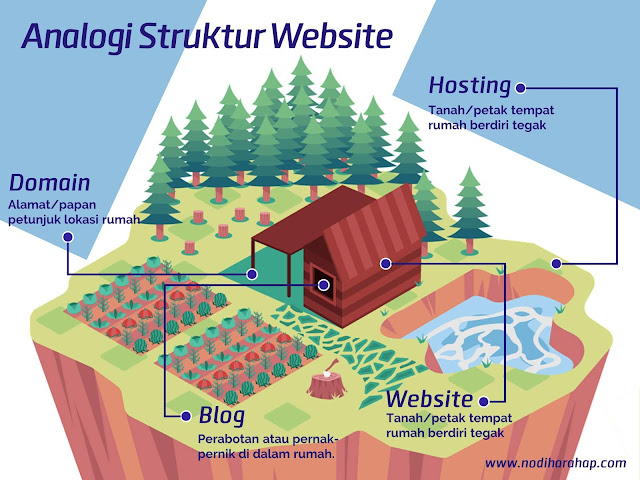 Analogi Struktur Website
Hosting
Tanah/petak tempat
rumah berdiri tegak
Domain
Alamat/papan
petunjuk lokasi rumah
Blog
Perabotan atau pernak-
pernik di dalam rumah.
Website
Tanah/petak tempat
rumah berdiri tegak
www.nodiharahap.com